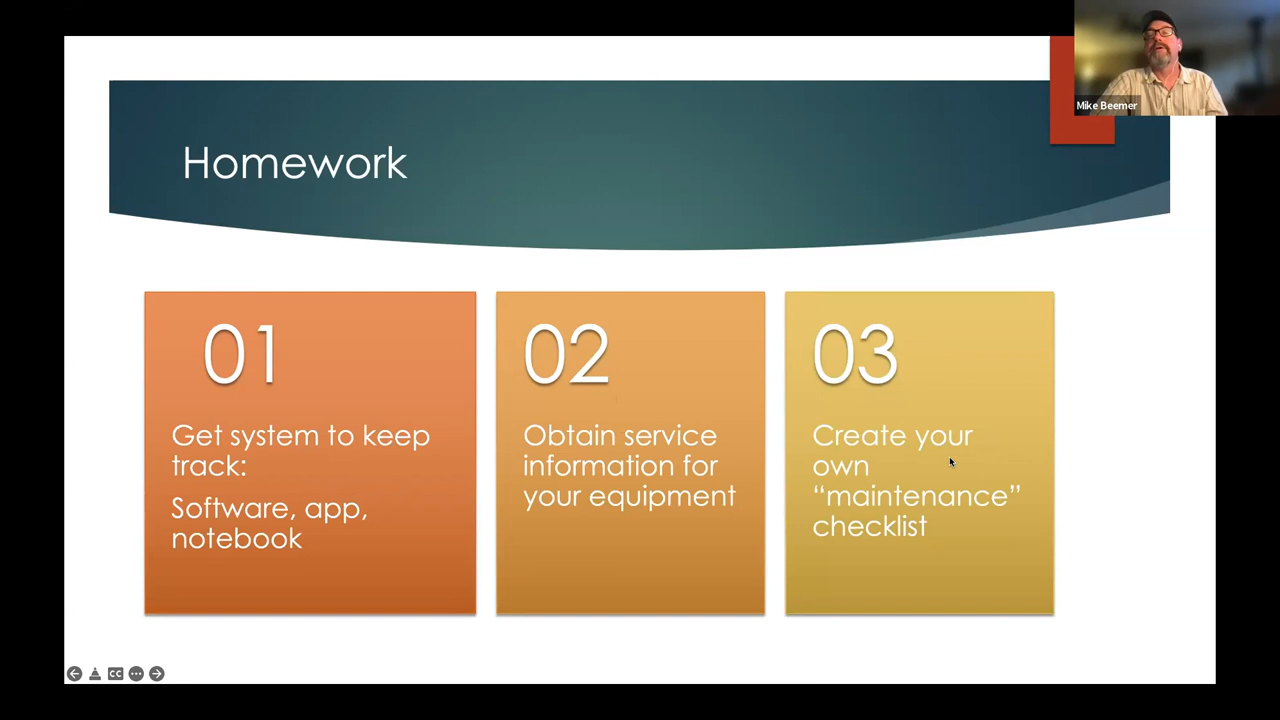 Mike Beemer
Homework
01
Get system to keep
track:
Software, app,
notebook
02
Obtain service
information for
your equipment
03
Create your
own
“maintenance”
checklist
CC